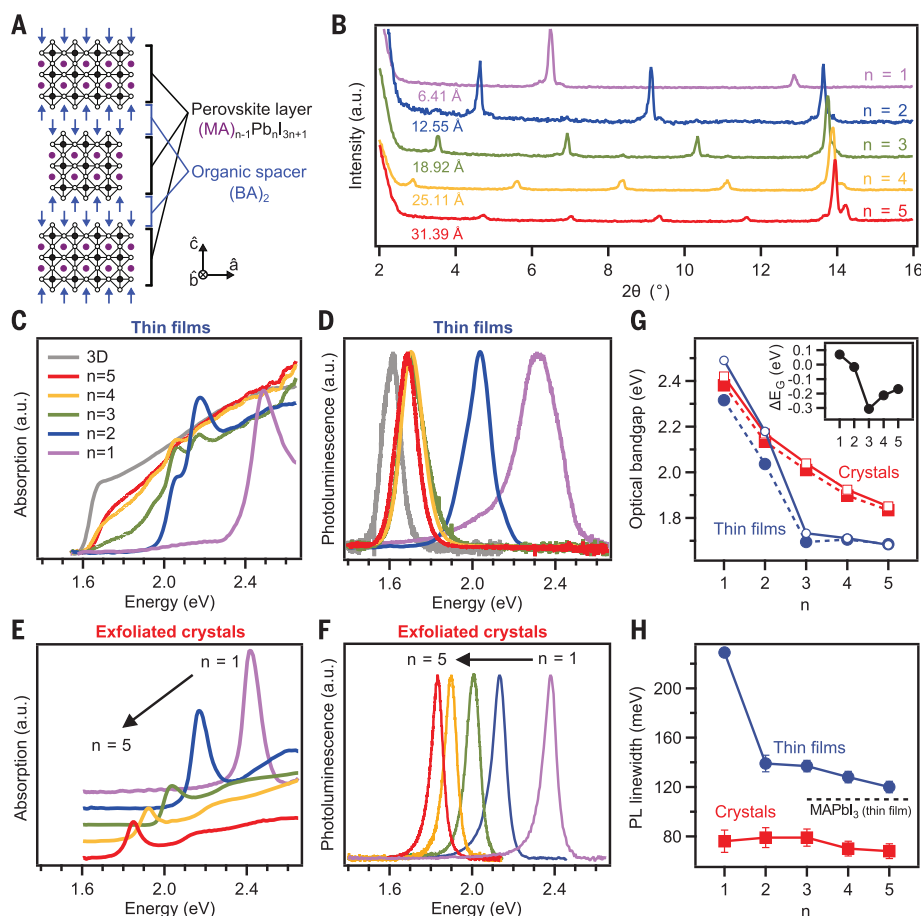 A
Perovskite layer
(MA)n-1PbnI3n+1
Organic spacer
(BA)2
ĉ
b̂
â
B
Intensity (a.u.)
n = 1
6.41 Å
n = 2
12.55 Å
n = 3
18.92 Å
n = 4
25.11 Å
n = 5
31.39 Å
2 4 6 8 10 12 14 16
2θ (°)
C
Thin films
Absorption (a.u.)
3D
n=5
n=4
n=3
n=2
n=1
1.6 2.0 2.4
Energy (eV)
D
Thin films
Photoluminescence (a.u.)
1.6 2.0 2.4
Energy (eV)
G
Optical bandgap (eV)
2.4
2.2
2.0
1.8
ΔEG (eV)
0.1
-0.1
-0.3
1 2 3 4 5
Crystals
Thin films
1 2 3 4 5
n
E
Exfoliated crystals
Absorption (a.u.)
n = 1
n = 5
1.6 2.0 2.4
Energy (eV)
F
Exfoliated crystals
Photoluminescence (a.u.)
n = 5
n = 1
1.6 2.0 2.4
Energy (eV)
H
PL linewidth (meV)
220
180
140
100
80
Thin films
MAPbI3 (thin film)
Crystals
1 2 3 4 5
n